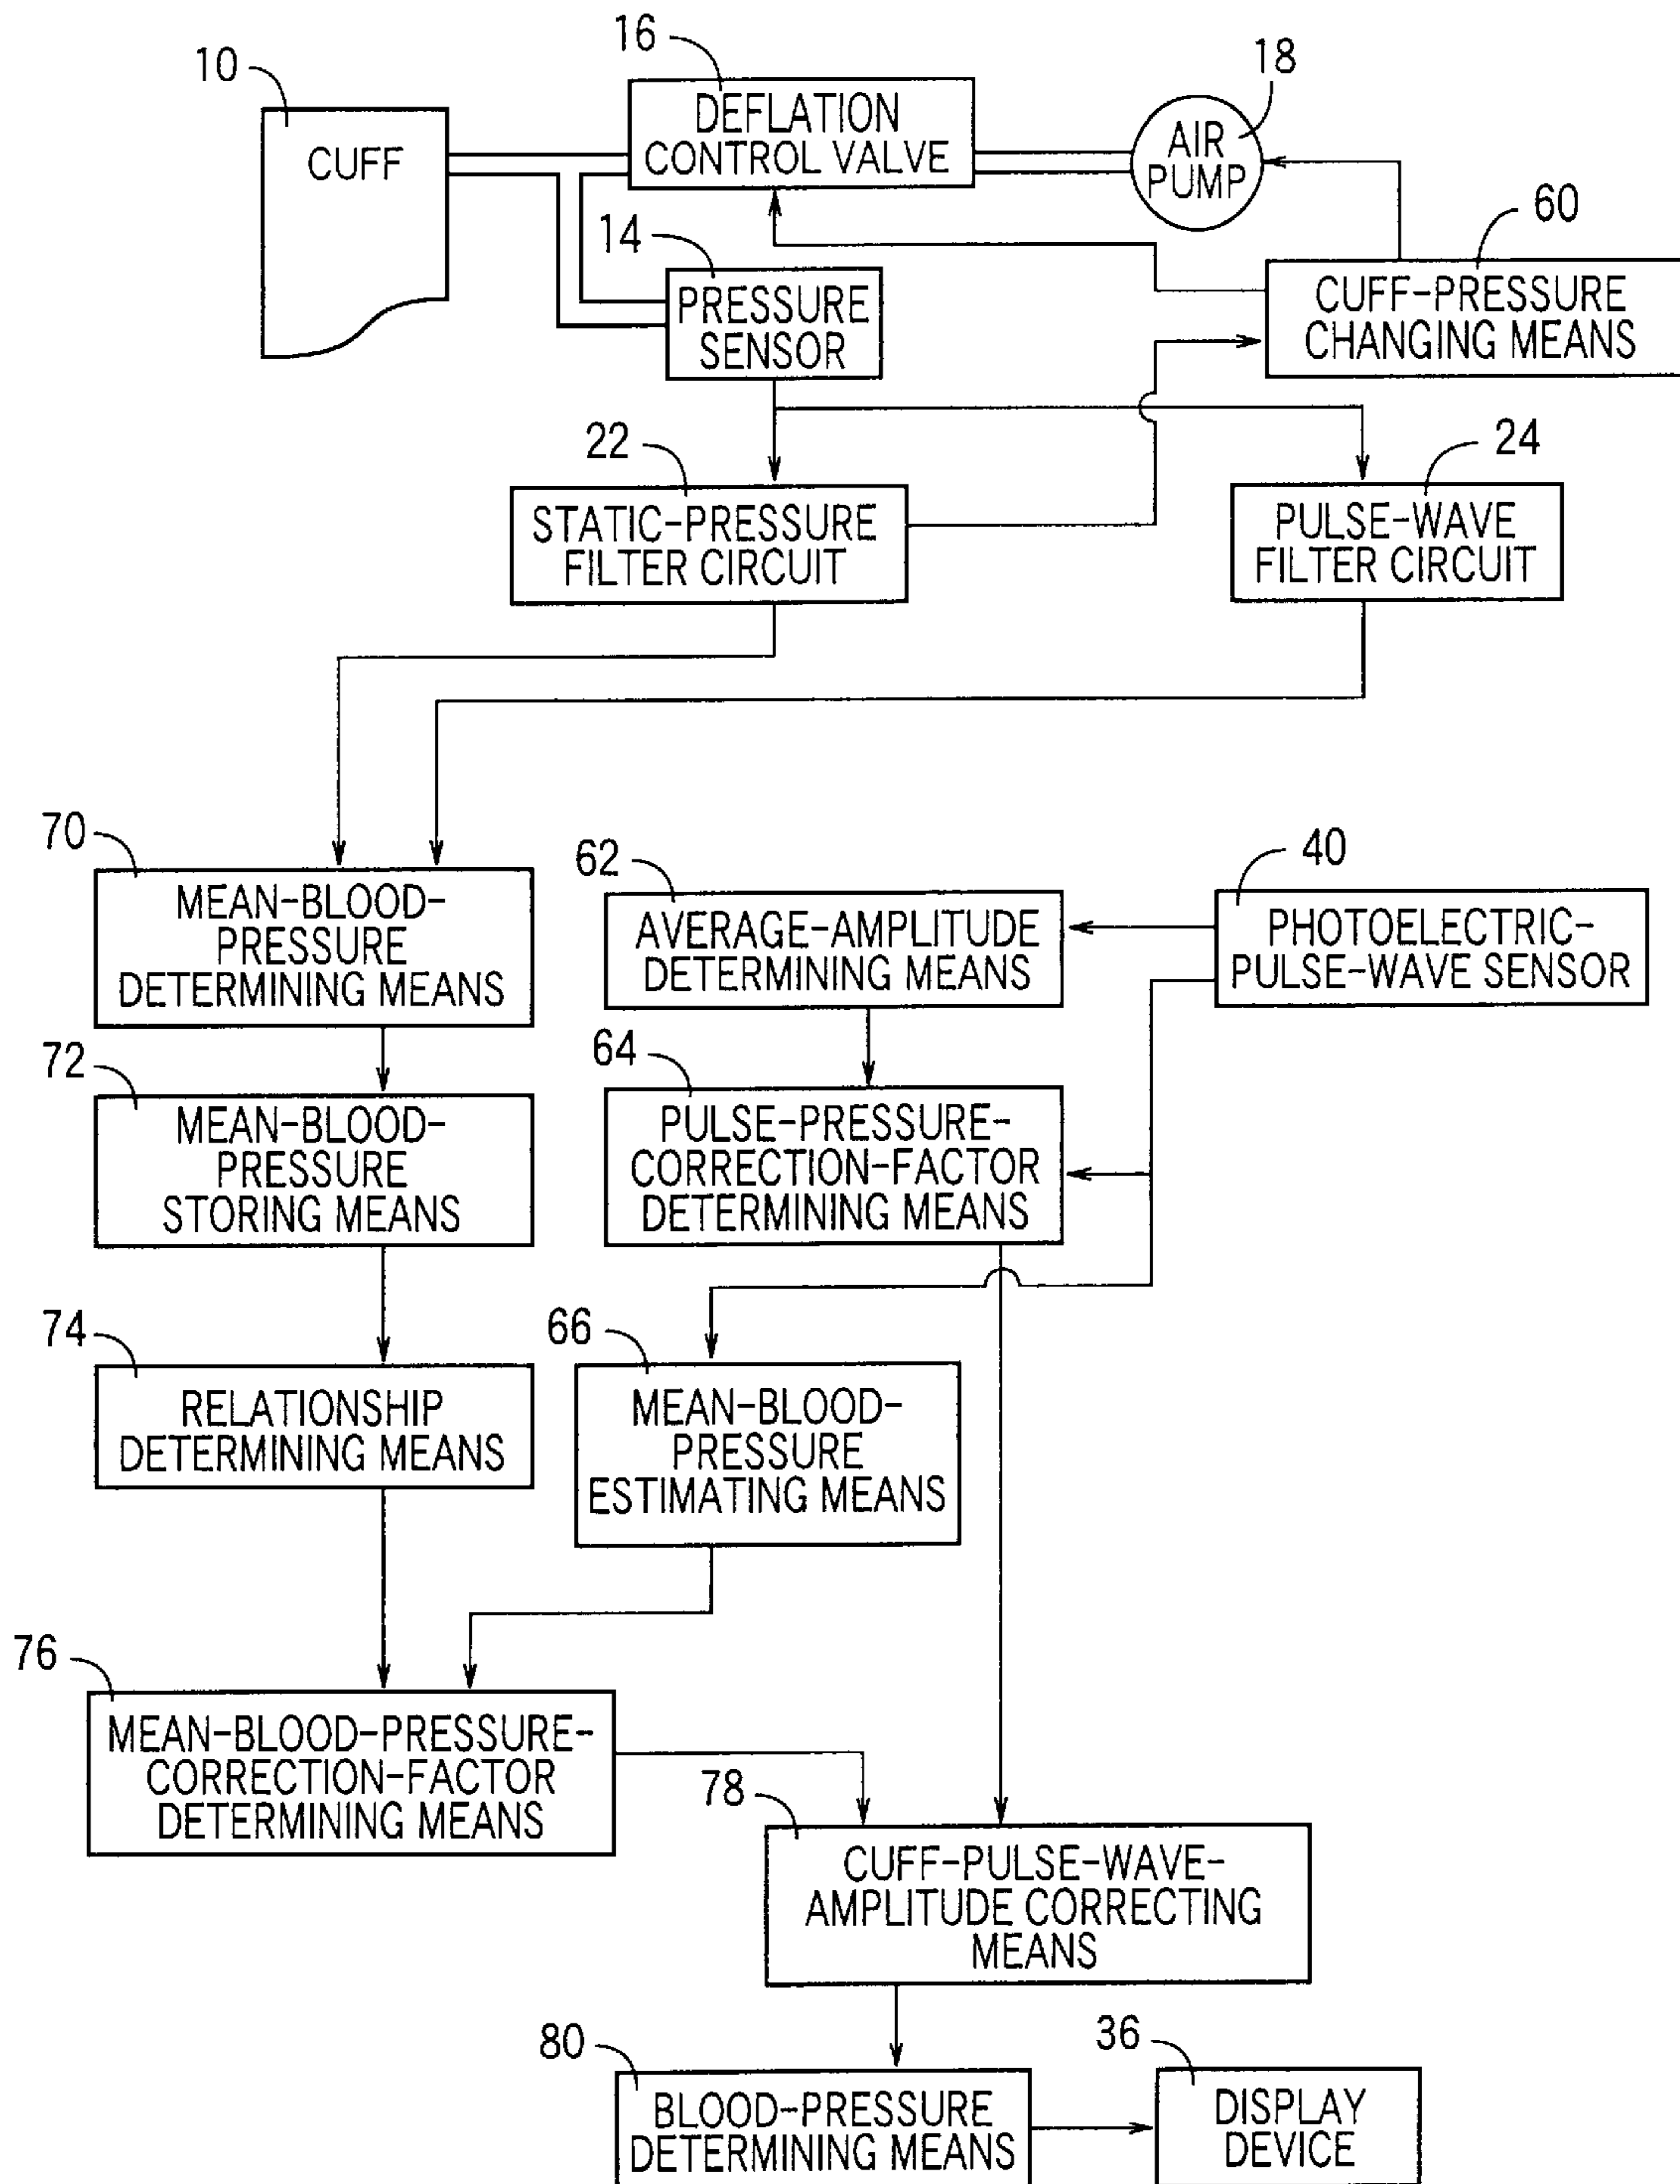 10
CUFF
16
DEFLATION
CONTROL VALVE
18
AIR
PUMP
14
PRESSURE
SENSOR
60
CUFF-PRESSURE
CHANGING MEANS
22
STATIC-PRESSURE
FILTER CIRCUIT
24
PULSE-WAVE
FILTER CIRCUIT
70
MEAN-BLOOD-
PRESSURE
DETERMINING MEANS
62
AVERAGE-AMPLITUDE
DETERMINING MEANS
40
PHOTOELECTRIC-
PULSE-WAVE SENSOR
72
MEAN-BLOOD-
PRESSURE
STORING MEANS
64
PULSE-PRESSURE-
CORRECTION-FACTOR
DETERMINING MEANS
74
RELATIONSHIP
DETERMINING MEANS
66
MEAN-BLOOD-
PRESSURE
ESTIMATING MEANS
76
MEAN-BLOOD-PRESSURE-
CORRECTION-FACTOR
DETERMINING MEANS
78
CUFF-PULSE-WAVE-
AMPLITUDE CORRECTING
MEANS
80
BLOOD-PRESSURE
DETERMINING MEANS
36
DISPLAY
DEVICE